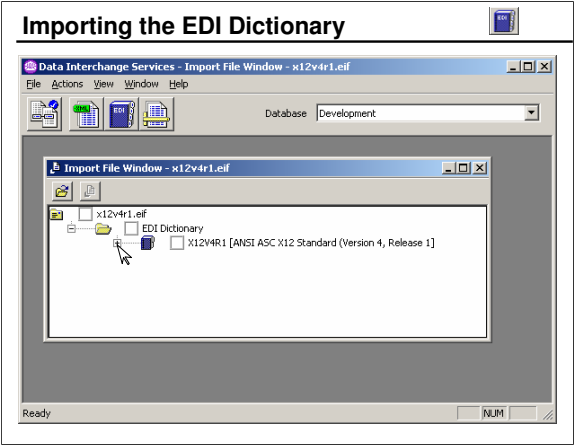 Importing the EDI Dictionary
EDI
Data Interchange Services - Import File Window - x12v4r1.eif
File Actions View Window Help
EDI
Database Development
Import File Window - x12v4r1.eif
x12v4r1.eif
EDI Dictionary
X12V4R1 [ANSI ASC X12 Standard (Version 4, Release 1]
Ready NUM